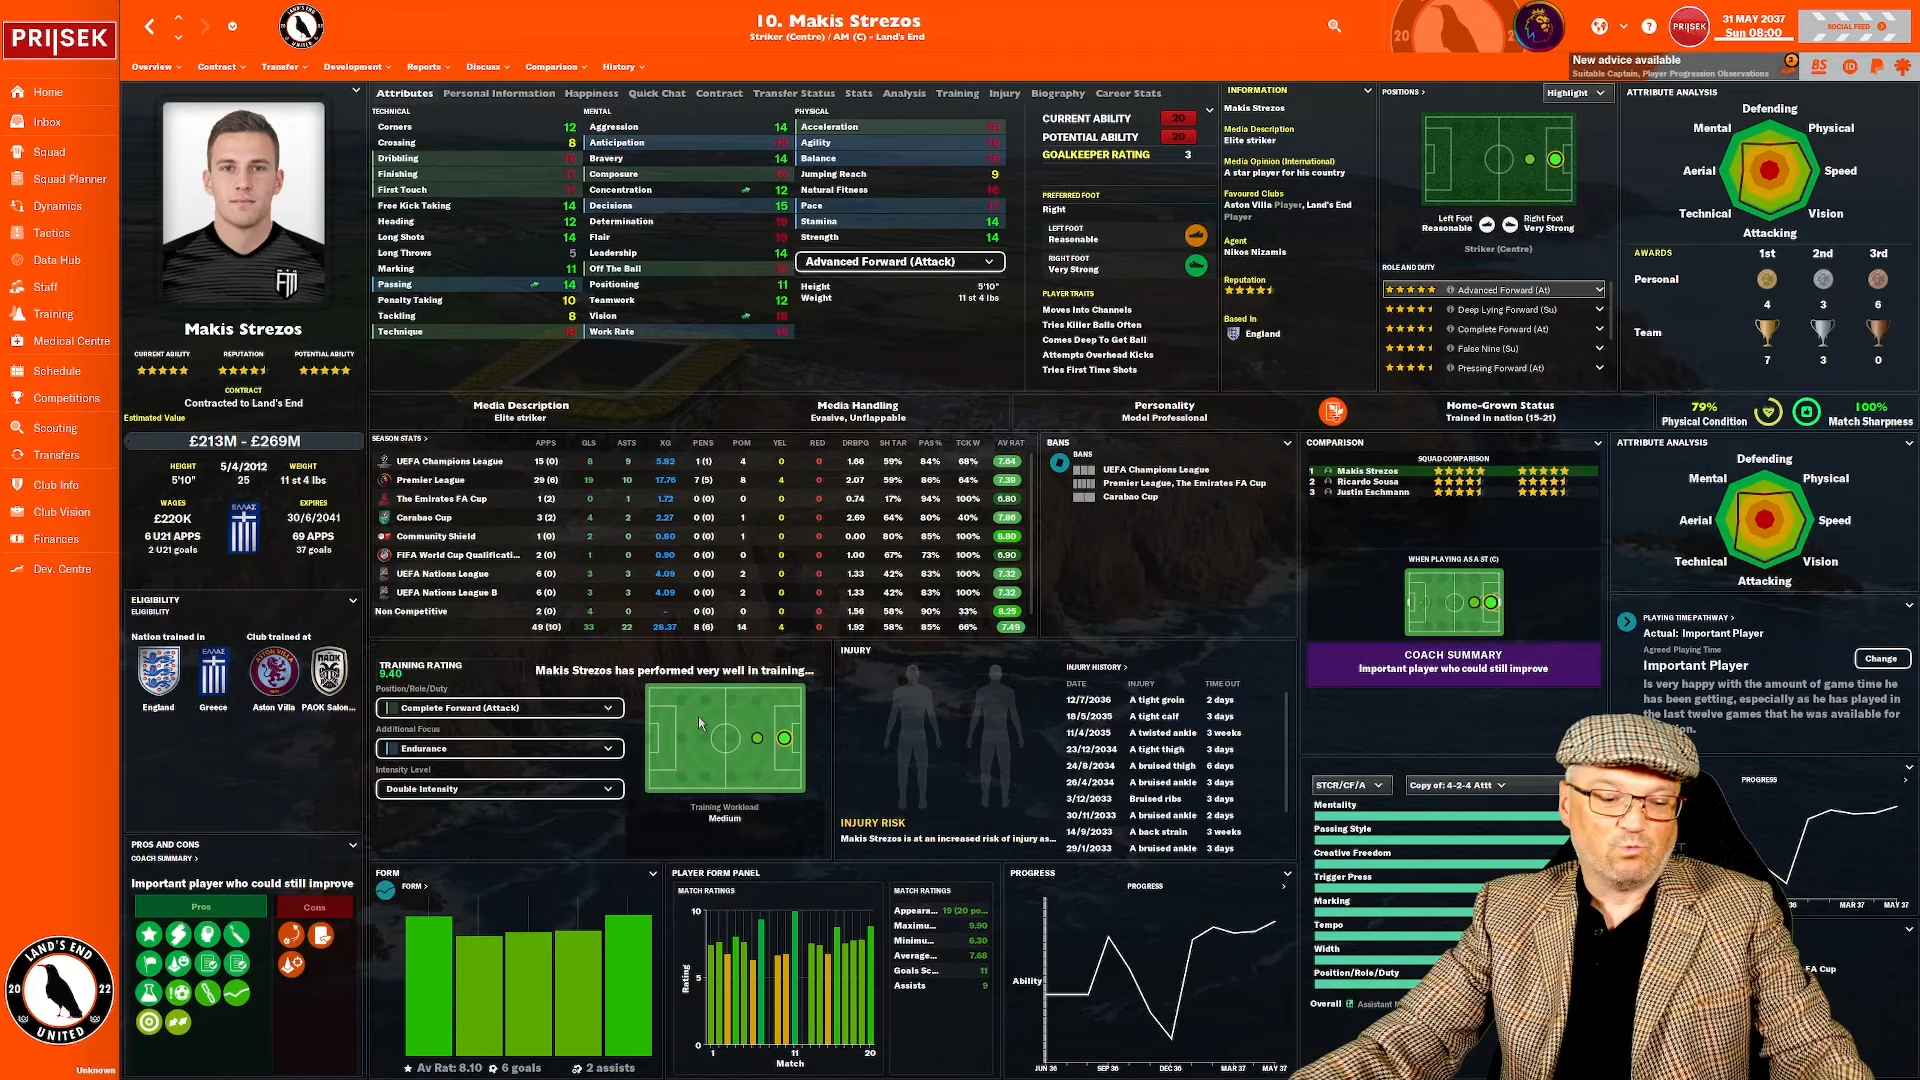 PRIJSEK
10. Makis Strezos
Striker (Centre) / AM (C) - Land's End
31 MAY 2037
Sun 08:00
SOCIAL FEED
Overview
Contract
Transfer
Development
Reports
Discuss
Comparison
History
New advice available
Suitable Captain, Player Progression Observations
Home
Inbox
Squad
Squad Planner
Dynamics
Tactics
Data Hub
Staff
Training
Medical Centre
Schedule
Competitions
Scouting
Transfers
Club Info
Club Vision
Finances
Dev. Centre
LAND'S END
20 22
UNITED
Unknown
Makis Strezos
CURRENT ABILITY REPUTATION POTENTIAL ABILITY
CONTRACT
Contracted to Land's End
Estimated Value
£213M - £269M
HEIGHT 5/4/2012 WEIGHT
5'10" 25 11 st 4 lbs
WAGES EXPIRES
£220K 30/6/2041
6 U21 APPS 69 APPS
2 U21 goals 37 goals
ELIGIBILITY
ELIGIBILITY
Nation trained in Club trained at
England Greece Aston Villa PAOK Salon...
PROS AND CONS
COACH SUMMARY >
Important player who could still improve
Pros Cons
Attributes Personal Information Happiness Quick Chat Contract Transfer Status Stats Analysis Training Injury Biography Career Stats
TECHNICAL
Corners 12
Crossing 8
Dribbling
Finishing
First Touch
Free Kick Taking 14
Heading 12
Long Shots 14
Long Throws 5
Marking 11
Passing 14
Penalty Taking 10
Tackling 8
Technique
MENTAL
Aggression 14
Anticipation
Bravery 14
Composure
Concentration 12
Decisions 15
Determination
Flair
Leadership 14
Off The Ball
Positioning 11
Teamwork 12
Vision 18
Work Rate
PHYSICAL
Acceleration
Agility
Balance
Jumping Reach 9
Natural Fitness
Pace
Stamina 14
Strength 14
Advanced Forward (Attack)
Height 5'10"
Weight 11 st 4 lbs
CURRENT ABILITY 20
POTENTIAL ABILITY 20
GOALKEEPER RATING 3
PREFERRED FOOT
Right
LEFT FOOT
Reasonable
RIGHT FOOT
Very Strong
PLAYER TRAITS
Moves Into Channels
Tries Killer Balls Often
Comes Deep To Get Ball
Attempts Overhead Kicks
Tries First Time Shots
INFORMATION
Makis Strezos
Media Description
Elite striker
Media Opinion (International)
A star player for his country
Favoured Clubs
Aston Villa Player, Land's End
Player
Agent
Nikos Nizamis
Reputation
Based In
England
POSITIONS >
Highlight
Left Foot Right Foot
Reasonable Very Strong
Striker (Centre)
ROLE AND DUTY
Advanced Forward (At)
Deep Lying Forward (Su)
Complete Forward (At)
False Nine (Su)
Pressing Forward (At)
ATTRIBUTE ANALYSIS
Defending
Mental Physical
Aerial Speed
Technical Vision
Attacking
AWARDS 1st 2nd 3rd
Personal
4 3 6
Team
7 3 0
Media Description
Elite striker
Media Handling
Evasive, Unflappable
Personality
Model Professional
Home-Grown Status
Trained in nation (15-21)
79%
Physical Condition
100%
Match Sharpness
SEASON STATS > APPS GLS ASTS XG PENS POM YEL RED DRBPG SH TAR PAS % TCK W AV RAT
UEFA Champions League 15 (0) 8 9 5.82 1 (1) 4 0 0 1.66 59% 84% 68% 7.64
Premier League 29 (6) 19 10 17.76 7 (5) 8 4 0 2.07 59% 86% 64% 7.39
The Emirates FA Cup 1 (2) 0 1 1.72 0 (0) 0 0 0 0.74 17% 94% 100% 6.80
Carabao Cup 3 (2) 4 2 2.27 0 (0) 1 0 0 2.69 64% 80% 40% 7.86
Community Shield 1 (0) 2 0 0.80 0 (0) 1 0 0 0.00 80% 85% 100% 8.80
FIFA World Cup Qualificati... 2 (0) 1 0 0.90 0 (0) 0 0 0 1.00 67% 73% 100% 6.90
UEFA Nations League 6 (0) 3 3 4.09 0 (0) 2 0 0 1.33 42% 83% 100% 7.32
UEFA Nations League B 6 (0) 3 3 4.09 0 (0) 2 0 0 1.33 42% 83% 100% 7.32
Non Competitive 2 (0) 4 0 - 0 (0) 0 0 0 1.56 58% 90% 33% 8.25
49 (10) 33 22 28.37 8 (6) 14 4 0 1.92 58% 85% 66% 7.49
BANS
BANS
UEFA Champions League
Premier League, The Emirates FA Cup
Carabao Cup
COMPARISON
SQUAD COMPARISON
1 Makis Strezos
2 Ricardo Sousa
3 Justin Eschmann
WHEN PLAYING AS A ST (C)
COACH SUMMARY
Important player who could still improve
ATTRIBUTE ANALYSIS
Defending
Mental Physical
Aerial Speed
Technical Vision
Attacking
PLAYING TIME PATHWAY >
Actual: Important Player
Agreed Playing Time
Important Player
Change
Is very happy with the amount of game time he
has been getting, especially as he has played in
the last twelve games that he was available for
TRAINING RATING
9.40
Makis Strezos has performed very well in training...
Position/Role/Duty
Complete Forward (Attack)
Additional Focus
Endurance
Intensity Level
Double Intensity
Training Workload
Medium
INJURY
INJURY RISK
Makis Strezos is at an increased risk of injury as...
INJURY HISTORY >
DATE INJURY TIME OUT
12/7/2036 A tight groin 2 days
18/5/2035 A tight calf 3 days
11/4/2035 A twisted ankle 3 weeks
23/12/2034 A tight thigh 3 days
24/8/2034 A bruised thigh 6 days
26/4/2034 A bruised ankle 3 days
3/12/2033 Bruised ribs 3 days
30/11/2033 A bruised ankle 2 days
14/9/2033 A back strain 3 weeks
29/1/2033 A bruised ankle 3 days
STCR/CF/A
Copy of: 4-2-4 Att
Mentality
Passing Style
Creative Freedom
Trigger Press
Marking
Tempo
Width
Position/Role/Duty
Overall Assistant
PROGRESS
36 MAR 37 MAY 37
FA Cup
FORM
FORM >
Av Rat: 8.10 6 goals 2 assists
PLAYER FORM PANEL
MATCH RATINGS
10
5
0
Rating
1 11 20
Match
MATCH RATINGS
Appeara... 19 (20 po...
Maximu... 9.90
Minimu... 6.30
Average... 7.68
Goals Sc... 11
Assists 9
PROGRESS
PROGRESS
Ability
JUN 36 SEP 36 DEC 36 MAR 37 MAY 37